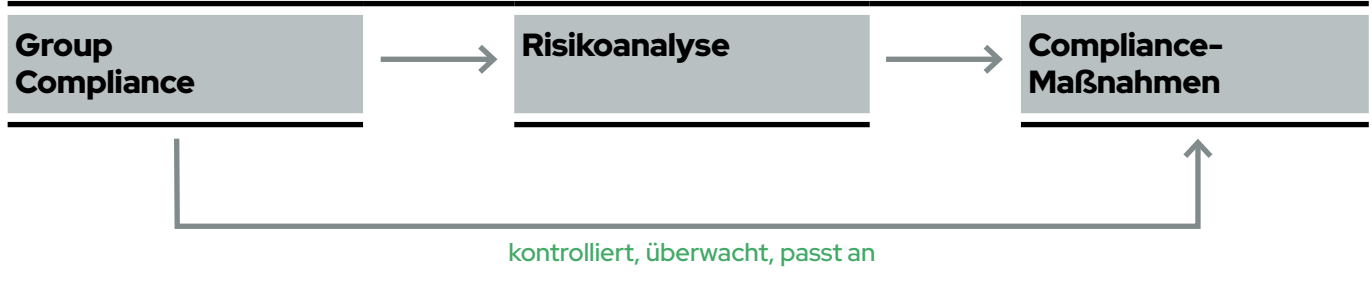 Group
Compliance
Risikoanalyse
Compliance-
Maßnahmen
kontrolliert, überwacht, passt an